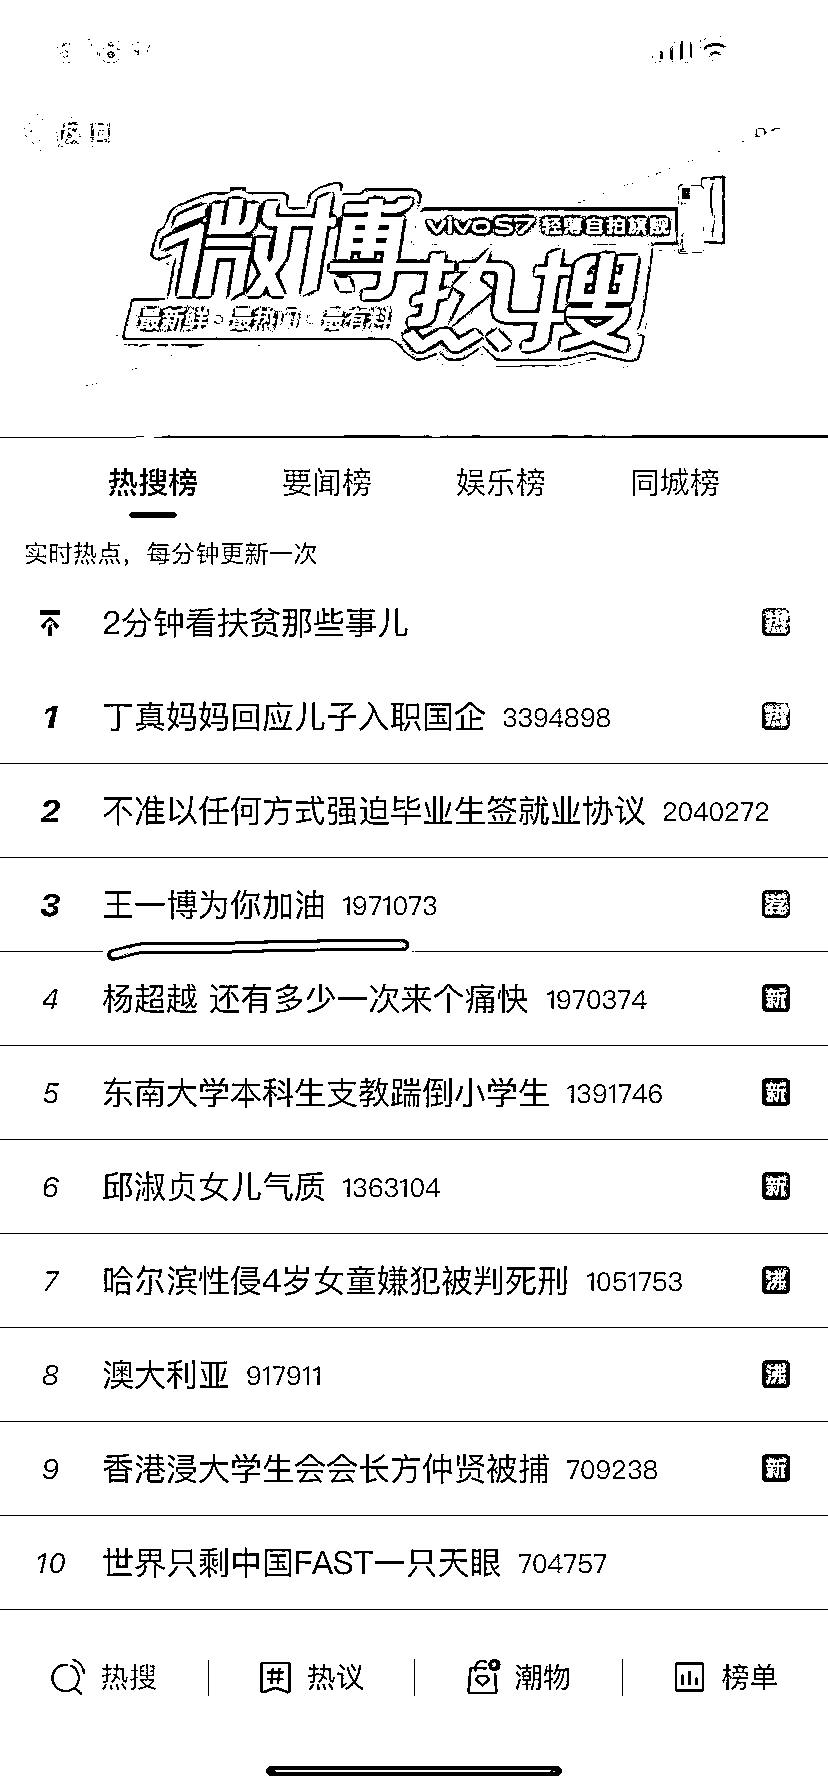 返回
微博热搜
vivo S7 轻薄自拍旗舰
最新鲜·最热闹·最有料
热搜榜 要闻榜 娱乐榜 同城榜
实时热点，每分钟更新一次
2分钟看扶贫那些事儿 热
1 丁真妈妈回应儿子入职国企 3394898 热
2 不准以任何方式强迫毕业生签就业协议 2040272
3 王一博为你加油 1971073 荐
4 杨超越 还有多少一次来个痛快 1970374 新
5 东南大学本科生支教踹倒小学生 1391746 新
6 邱淑贞女儿气质 1363104 新
7 哈尔滨性侵4岁女童嫌犯被判死刑 1051753 沸
8 澳大利亚 917911 沸
9 香港浸大学生会会长方仲贤被捕 709238 新
10 世界只剩中国FAST一只天眼 704757
热搜 热议 潮物 榜单